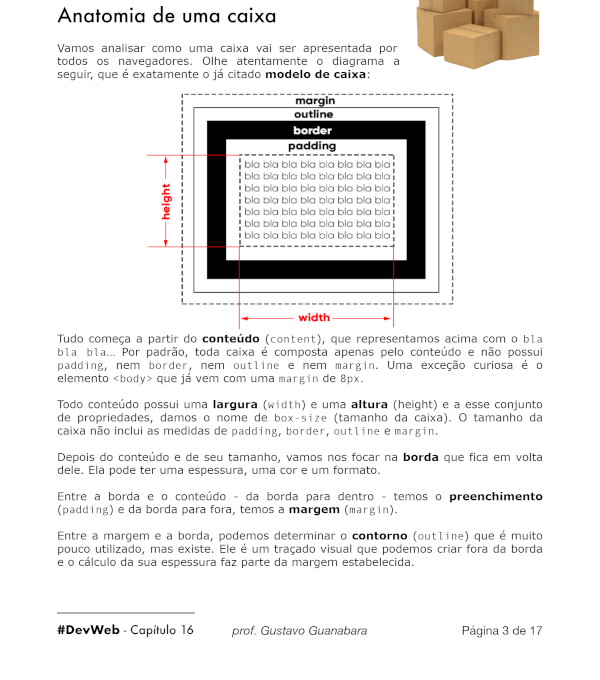 Anatomia de uma caixa
Vamos analisar como uma caixa vai ser apresentada por
todos os navegadores. Olhe atentamente o diagrama a
seguir, que é exatamente o já citado modelo de caixa:
margin
outline
border
padding
bla bla bla bla bla bla bla bla
bla bla bla bla bla bla bla bla
bla bla bla bla bla bla bla bla
bla bla bla bla bla bla bla bla
bla bla bla bla bla bla bla bla
bla bla bla bla bla bla bla bla
bla bla bla bla bla bla bla bla
height
width
Tudo começa a partir do conteúdo (content), que representamos acima com o bla
bla bla… Por padrão, toda caixa é composta apenas pelo conteúdo e não possui
padding, nem border, nem outline e nem margin. Uma exceção curiosa é o
elemento <body> que já vem com uma margin de 8px.
Todo conteúdo possui uma largura (width) e uma altura (height) e a esse conjunto
de propriedades, damos o nome de box-size (tamanho da caixa). O tamanho da
caixa não inclui as medidas de padding, border, outline e margin.
Depois do conteúdo e de seu tamanho, vamos nos focar na borda que fica em volta
dele. Ela pode ter uma espessura, uma cor e um formato.
Entre a borda e o conteúdo - da borda para dentro - temos o preenchimento
(padding) e da borda para fora, temos a margem (margin).
Entre a margem e a borda, podemos determinar o contorno (outline) que é muito
pouco utilizado, mas existe. Ele é um traçado visual que podemos criar fora da borda
e o cálculo da sua espessura faz parte da margem estabelecida.
#DevWeb - Capítulo 16 prof. Gustavo Guanabara Página 3 de 17